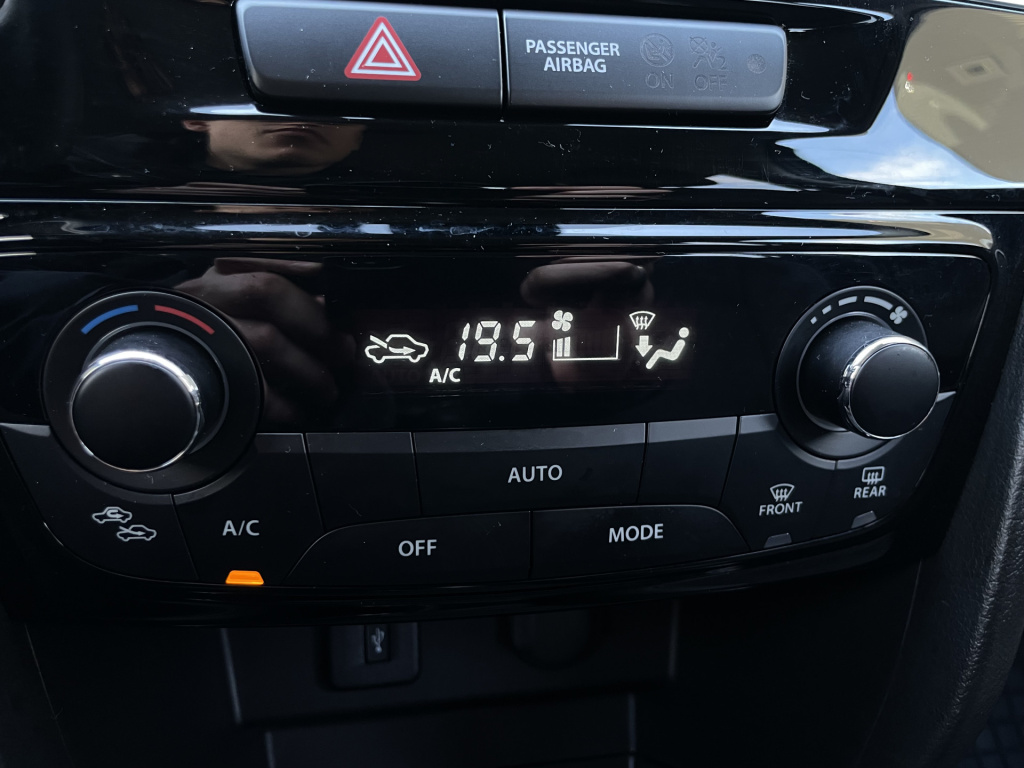 PASSENGER
AIRBAG
ON OFF
19.5
A/C
AUTO
A/C
OFF
MODE
FRONT
REAR